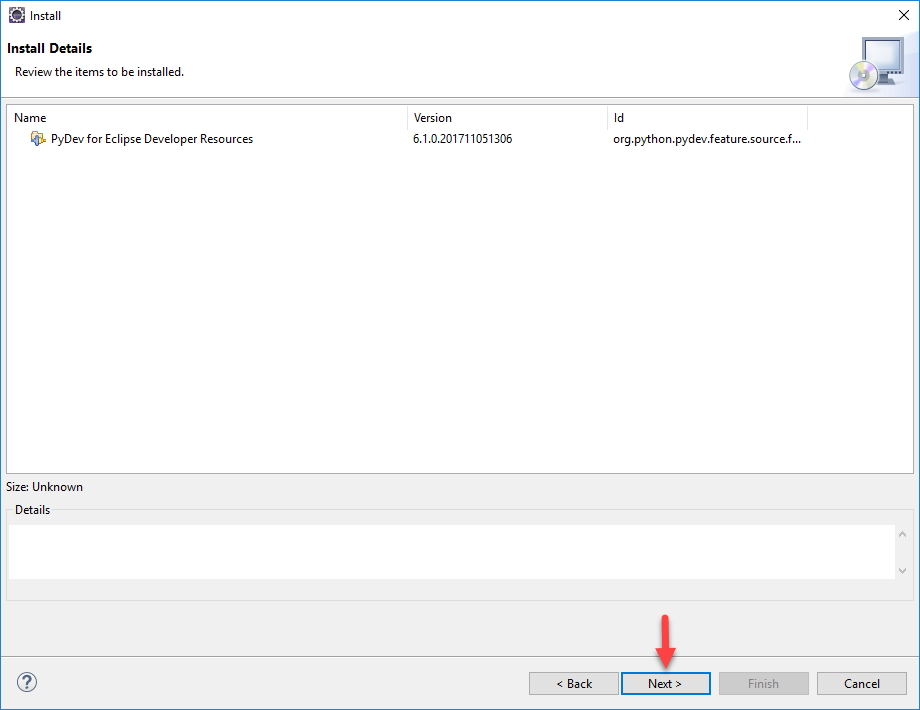 Install
Install Details
Review the items to be installed.
Name Version Id
PyDev for Eclipse Developer Resources 6.1.0.201711051306 org.python.pydev.feature.source.f...
Size: Unknown
Details
? < Back Next > Finish Cancel